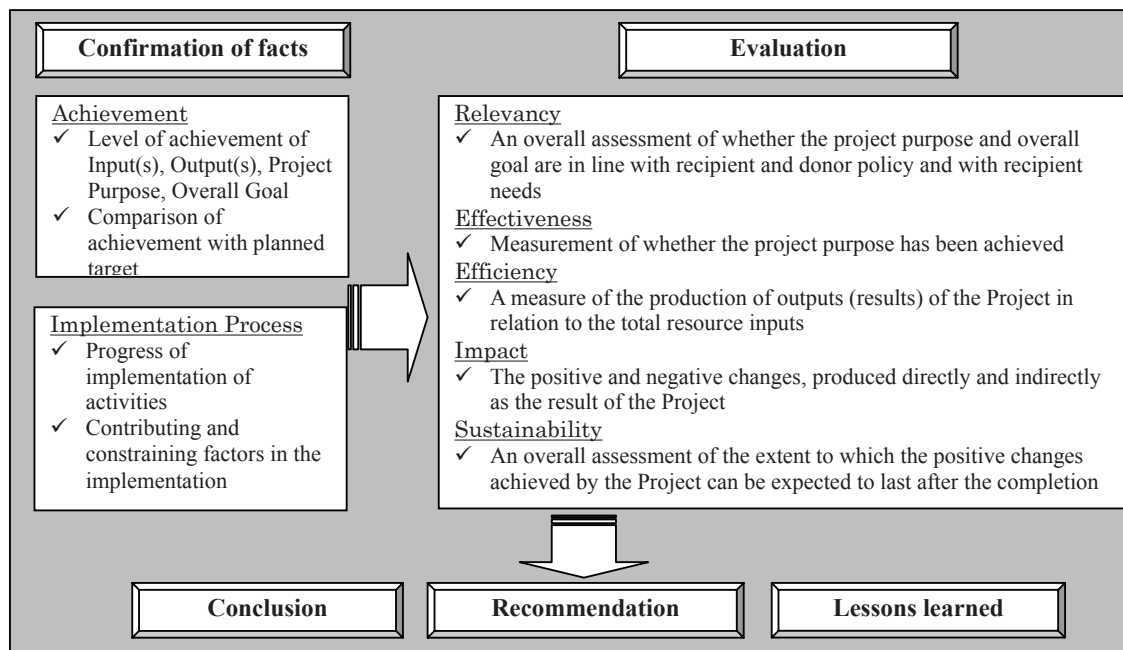 Confirmation of facts
Achievement
✓ Level of achievement of
Input(s), Output(s), Project
Purpose, Overall Goal
✓ Comparison of
achievement with planned
target
Implementation Process
✓ Progress of
implementation of
activities
✓ Contributing and
constraining factors in the
implementation
Evaluation
Relevancy
✓ An overall assessment of whether the project purpose and overall
goal are in line with recipient and donor policy and with recipient
needs
Effectiveness
✓ Measurement of whether the project purpose has been achieved
Efficiency
✓ A measure of the production of outputs (results) of the Project in
relation to the total resource inputs
Impact
✓ The positive and negative changes, produced directly and indirectly
as the result of the Project
Sustainability
✓ An overall assessment of the extent to which the positive changes
achieved by the Project can be expected to last after the completion
Conclusion
Recommendation
Lessons learned